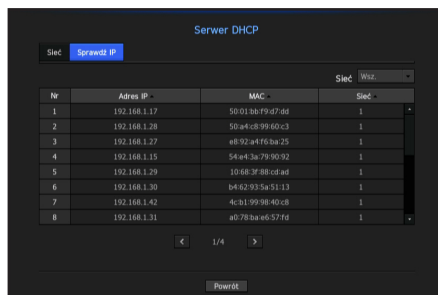 Serwer DHCP
Sieć Sprawdź IP
Sieć Wsz.
Nr Adres IP MAC Sieć
1 192.168.1.17 50:01:bb:f9:d7:dd 1
2 192.168.1.28 50:a4:c8:99:60:c3 1
3 192.168.1.27 e8:92:a4:f6:ba:25 1
4 192.168.1.15 54:e4:3a:79:90:92 1
5 192.168.1.29 10:68:3f:88:cd:ad 1
6 192.168.1.30 b4:62:93:5a:51:13 1
7 192.168.1.42 4c:b1:99:98:40:c8 1
8 192.168.1.31 a0:78:ba:e6:57:fd 1
< 1/4 >
Powrót